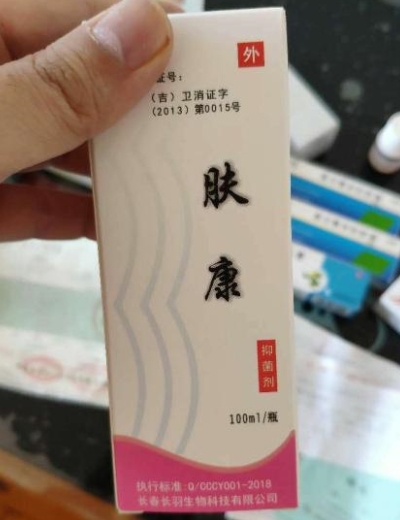 外
证号：
（吉）卫消证字
（2013）第0015号
肤康
抑菌剂
100ml/瓶
执行标准：Q/CCCY001-2018
长春长羽生物科技有限公司